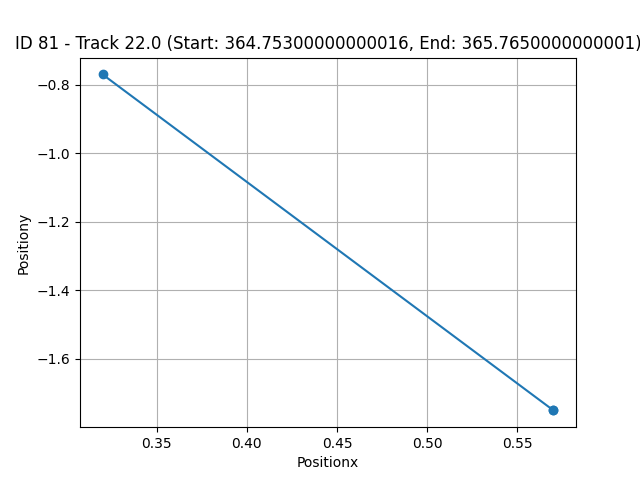 ID 81 - Track 22.0 (Start: 364.75300000000016, End: 365.7650000000001)
−0.8
−1.0
−1.2
−1.4
−1.6
Positiony
0.35 0.40 0.45 0.50 0.55
Positionx